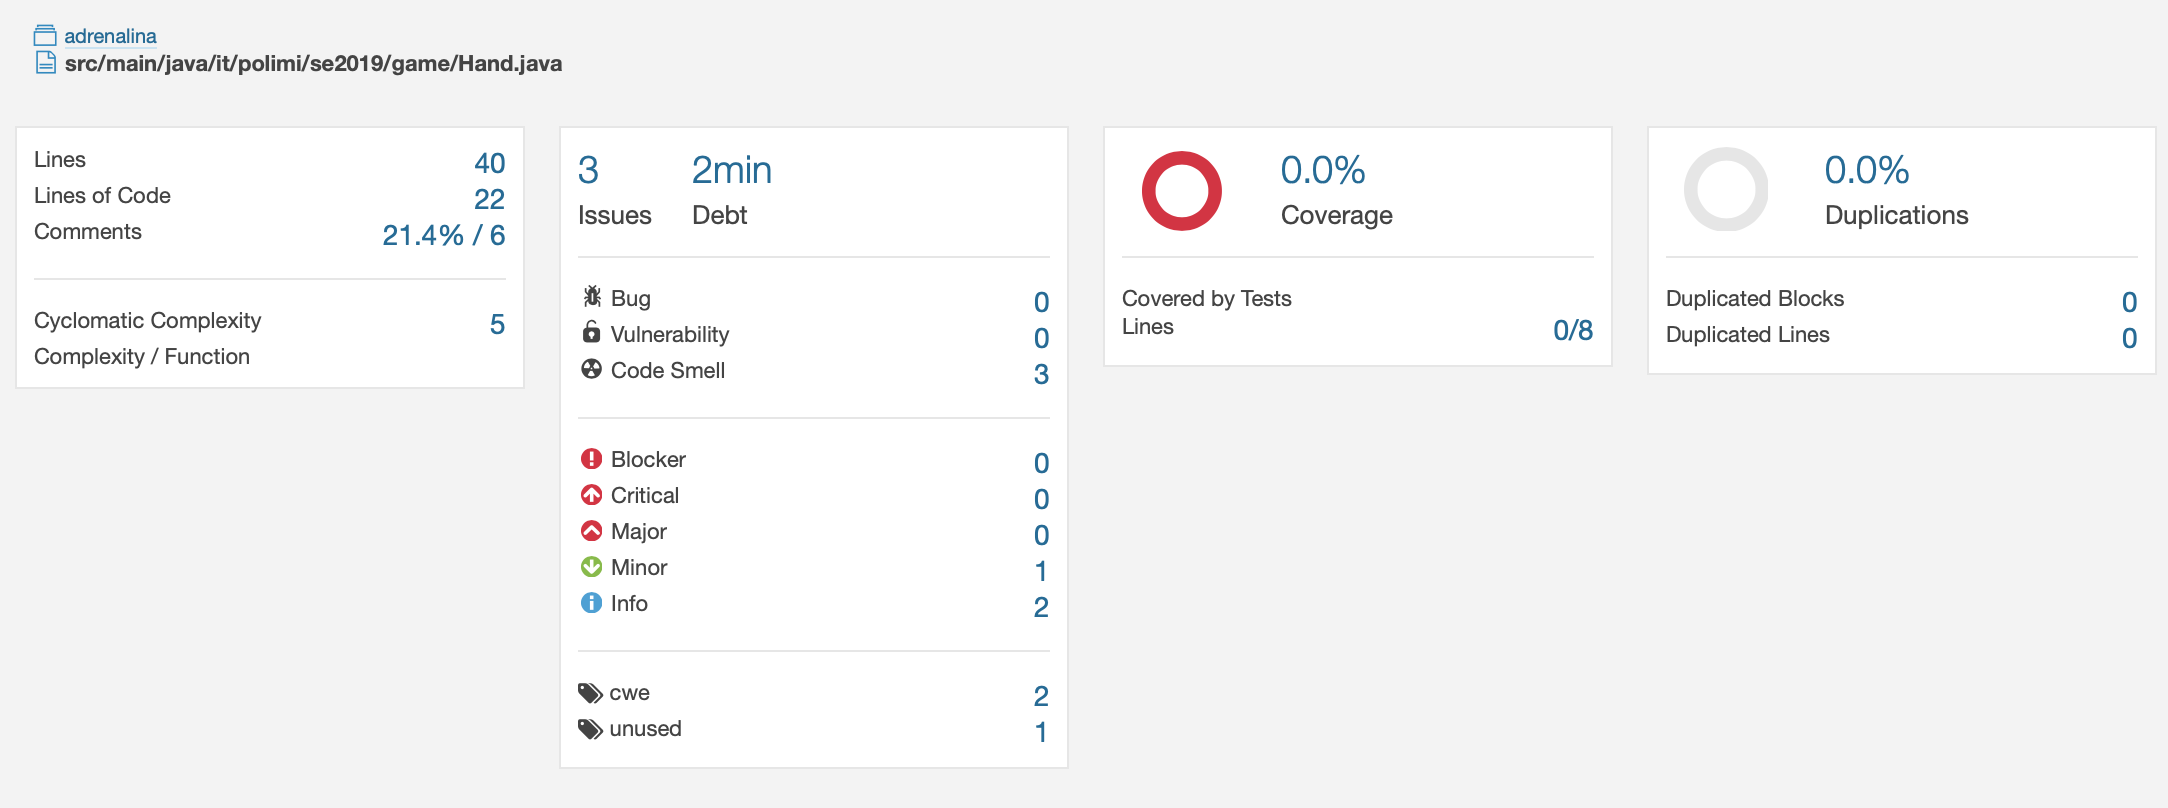 adrenalina
src/main/java/it/polimi/se2019/game/Hand.java
Lines 40
Lines of Code 22
Comments 21.4% / 6
Cyclomatic Complexity 5
Complexity / Function
3 2min
Issues Debt
Bug 0
Vulnerability 0
Code Smell 3
Blocker 0
Critical 0
Major 0
Minor 1
Info 2
cwe 2
unused 1
0.0%
Coverage
Covered by Tests
Lines 0/8
0.0%
Duplications
Duplicated Blocks 0
Duplicated Lines 0